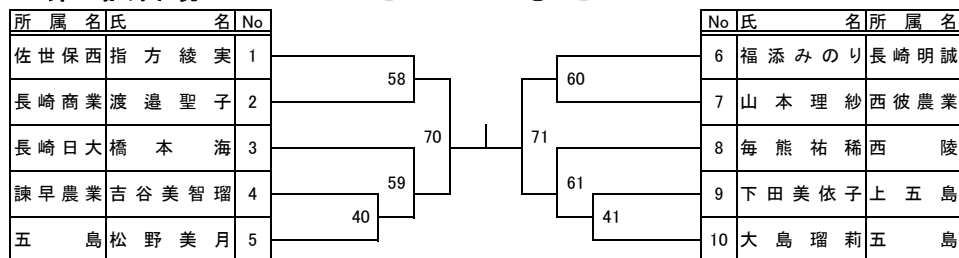 所属名 氏名 No
佐世保西 指方綾実 1
長崎商業 渡邉聖子 2
長崎日大 橋本海 3
諫早農業 吉谷美智瑠 4
五島 松野美月 5
58
70
59
40
No 氏名 所属名
6 福添みのり 長崎明誠
7 山本理紗 西彼農業
8 毎熊祐稀 西陵
9 下田美依子 上五島
10 大島瑠莉 五島
60
71
61
41